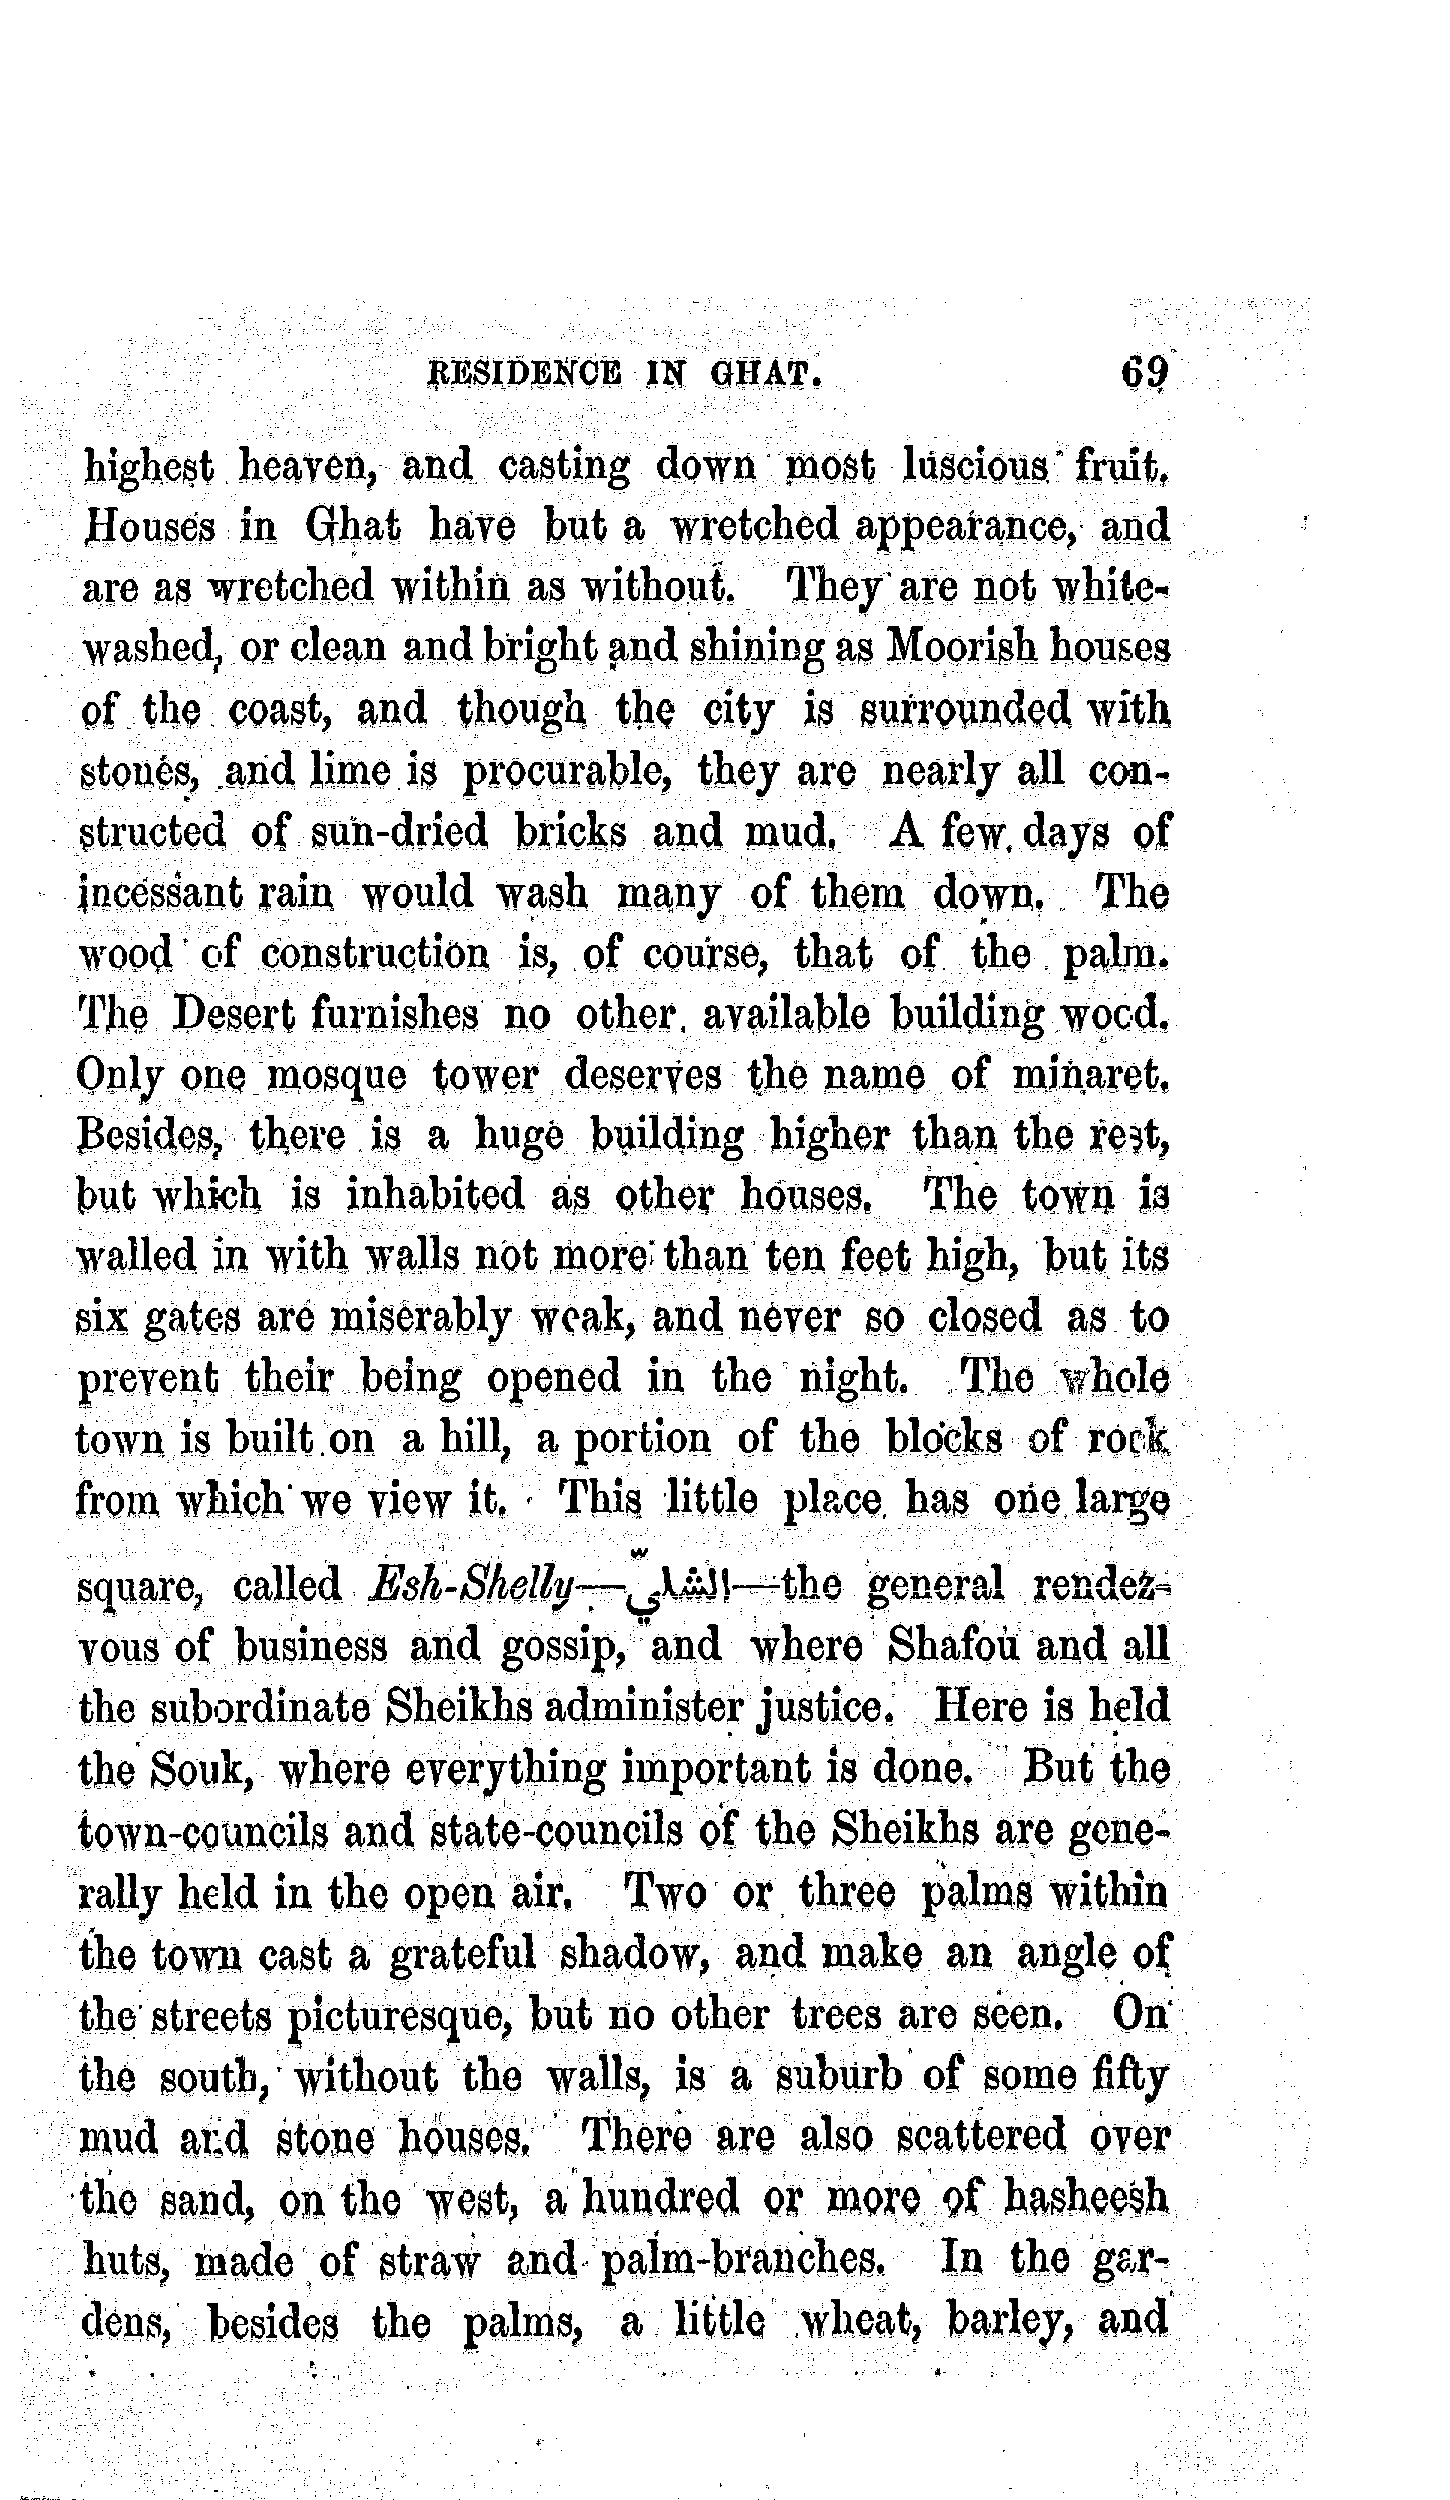 RESIDENCE IN GHAT. 69
highest heaven, and casting down most luscious fruit.
Houses in Ghat have but a wretched appearance, and
are as wretched within as without. They are not white-
washed, or clean and bright and shining as Moorish houses
of the coast, and though the city is surrounded with
stones, and lime is procurable, they are nearly all con-
structed of sun-dried bricks and mud. A few days of
incessant rain would wash many of them down. The
wood of construction is, of course, that of the palm.
The Desert furnishes no other available building wood.
Only one mosque tower deserves the name of minaret.
Besides, there is a huge building higher than the rest,
but which is inhabited as other houses. The town is
walled in with walls not more than ten feet high, but its
six gates are miserably weak, and never so closed as to
prevent their being opened in the night. The whole
town is built on a hill, a portion of the blocks of rock
from which we view it. This little place has one large
square, called Esh-Shelly—الشليّ—the general rendez-
vous of business and gossip, and where Shafou and all
the subordinate Sheikhs administer justice. Here is held
the Souk, where everything important is done. But the
town-councils and state-councils of the Sheikhs are gene-
rally held in the open air. Two or three palms within
the town cast a grateful shadow, and make an angle of
the streets picturesque, but no other trees are seen. On
the south, without the walls, is a suburb of some fifty
mud and stone houses. There are also scattered over
the sand, on the west, a hundred or more of hasheesh
huts, made of straw and palm-branches. In the gar-
dens, besides the palms, a little wheat, barley, and